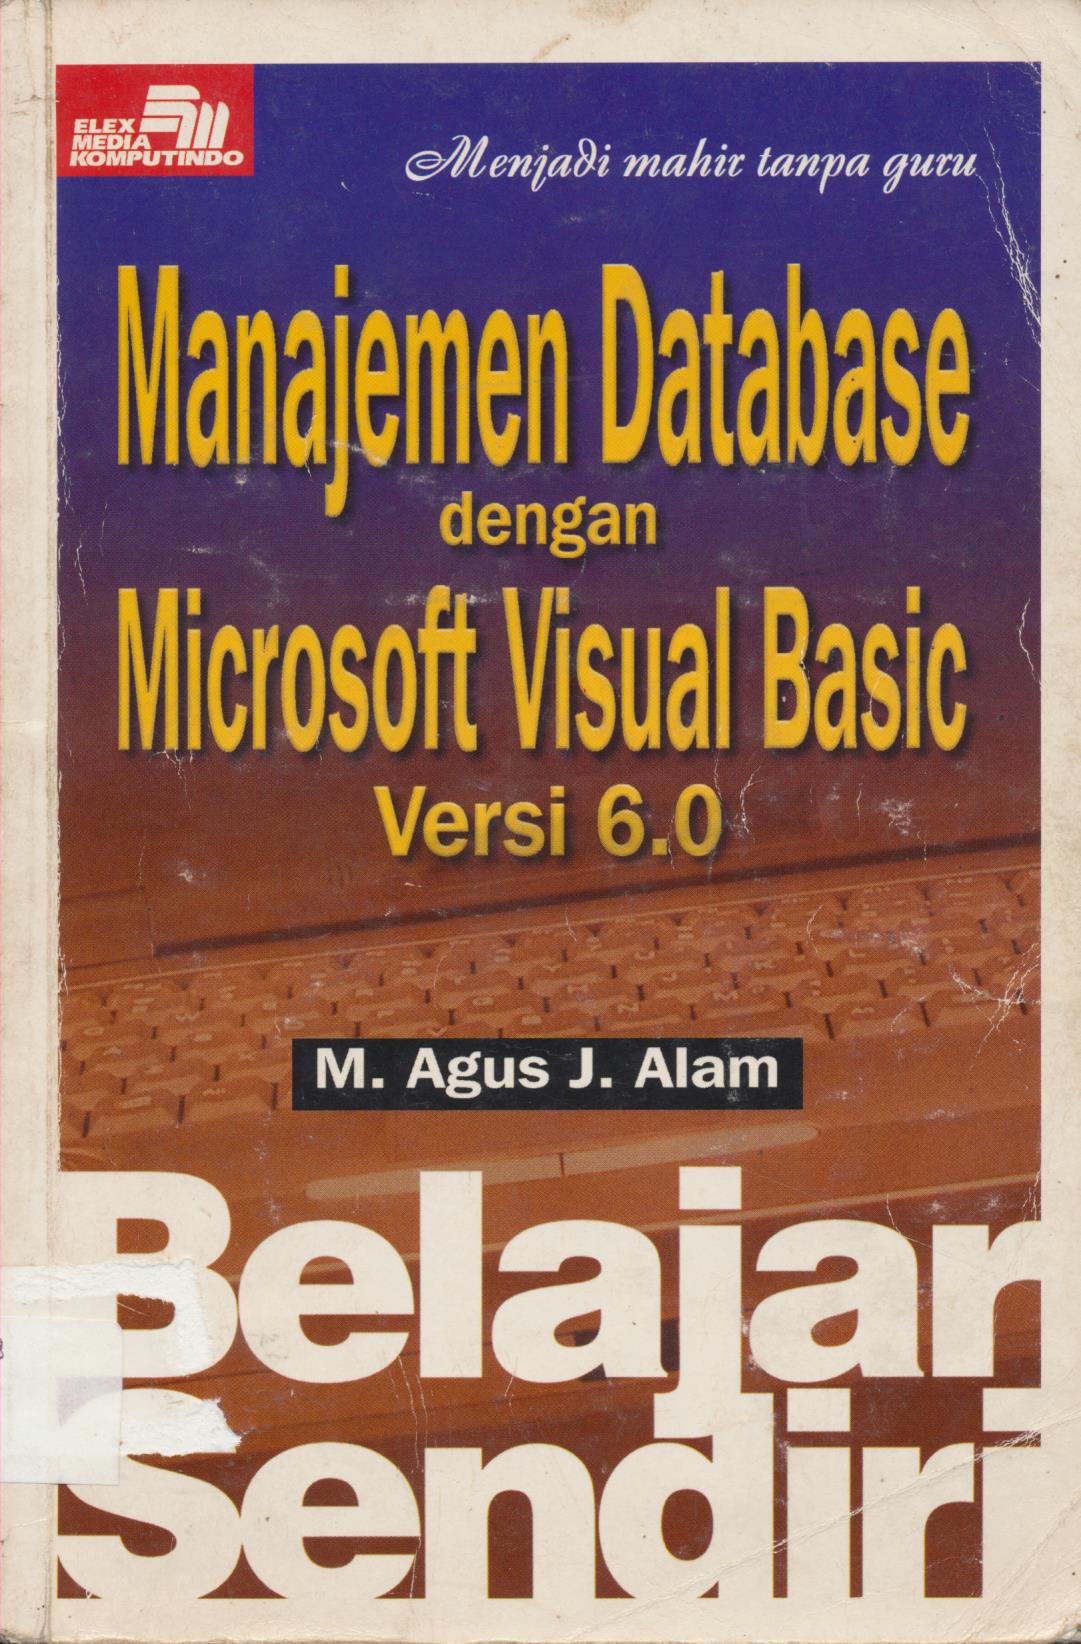 ELEX
MEDIA
KOMPUTINDO
Menjadi mahir tanpa guru
Manajemen Database
dengan
Microsoft Visual Basic
Versi 6.0
M. Agus J. Alam
Belajar
Sendiri